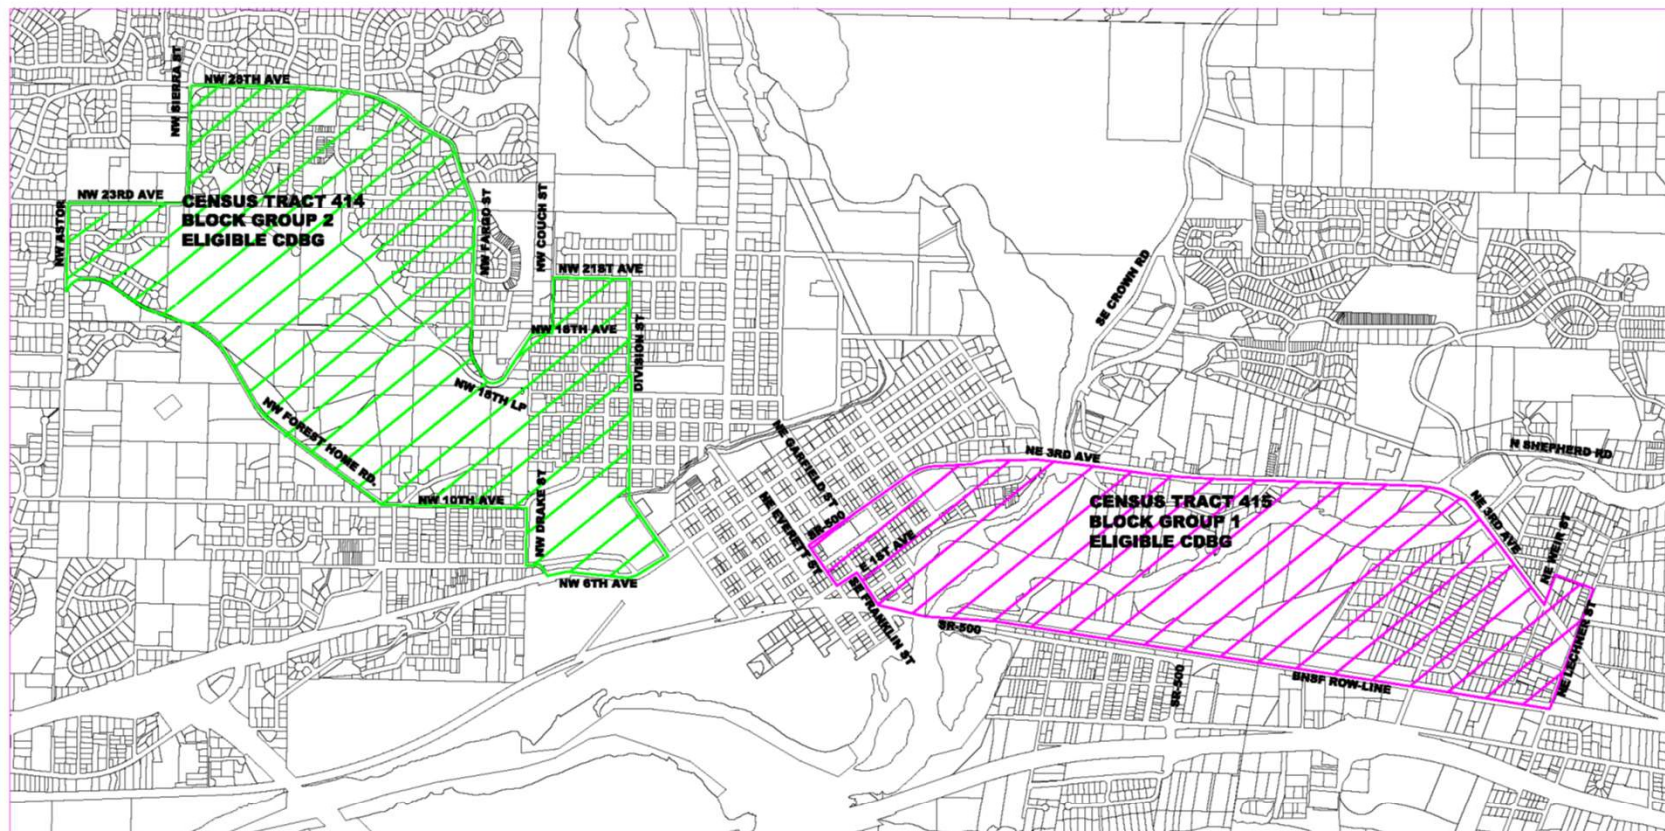 NW SIERRA ST
NW 28TH AVE
NW 23RD AVE
NW ASTOR
CENSUS TRACT 414
BLOCK GROUP 2
ELIGIBLE CDBG
NW FARGO ST
NW COUCH ST
NW 21ST AVE
NW 18TH AVE
DIVISION ST
NW 18TH LP
NW FOREST HOME RD.
NW 10TH AVE
NW DRAKE ST
NW 6TH AVE
SE CROWN RD
NE GARFIELD ST
NE EVERETT ST
SR-500
E 1ST AVE
SE FRANKLIN ST
NE 3RD AVE
CENSUS TRACT 415
BLOCK GROUP 1
ELIGIBLE CDBG
N SHEPHERD RD
NE 3RD AVE
NE WEIR ST
NE LECHNER ST
SR-500
SR-500
BNSF ROW-LINE